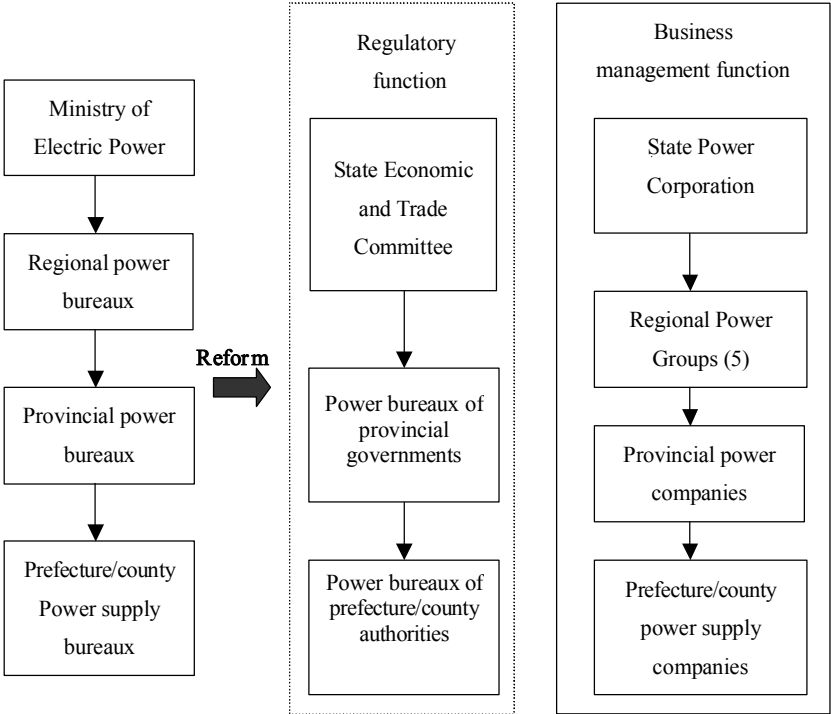 Ministry of
Electric Power
Regional power
bureaux
Provincial power
bureaux
Prefecture/county
Power supply
bureaux
Reform
Regulatory
function
State Economic
and Trade
Committee
Power bureaux of
provincial
governments
Power bureaux of
prefecture/county
authorities
Business
management function
State Power
Corporation
Regional Power
Groups (5)
Provincial power
companies
Prefecture/county
power supply
companies